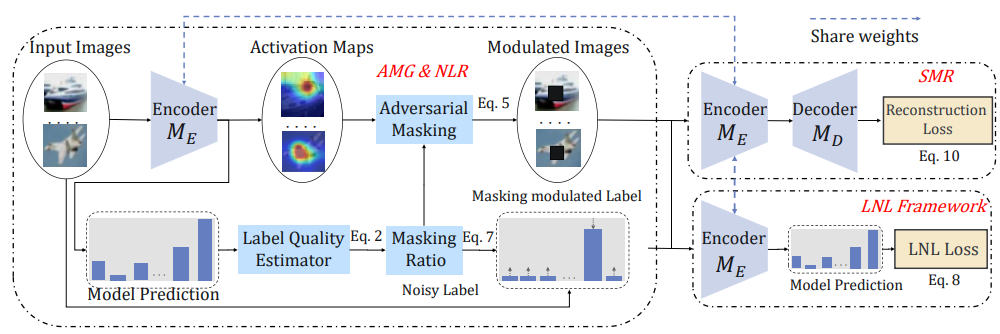 Input Images
Activation Maps
Modulated Images
Share weights
AMG & NLR
SMR
Encoder
M_E
Adversarial
Masking
Eq. 5
Encoder
M_E
Decoder
M_D
Reconstruction
Loss
Eq. 10
. . . .
. . . .
. . . .
Masking modulated Label
LNL Framework
Label Quality
Estimator
Eq. 2
Masking
Ratio
Eq. 7
Encoder
M_E
LNL Loss
Eq. 8
...
...
...
Model Prediction
Noisy Label
Model Prediction